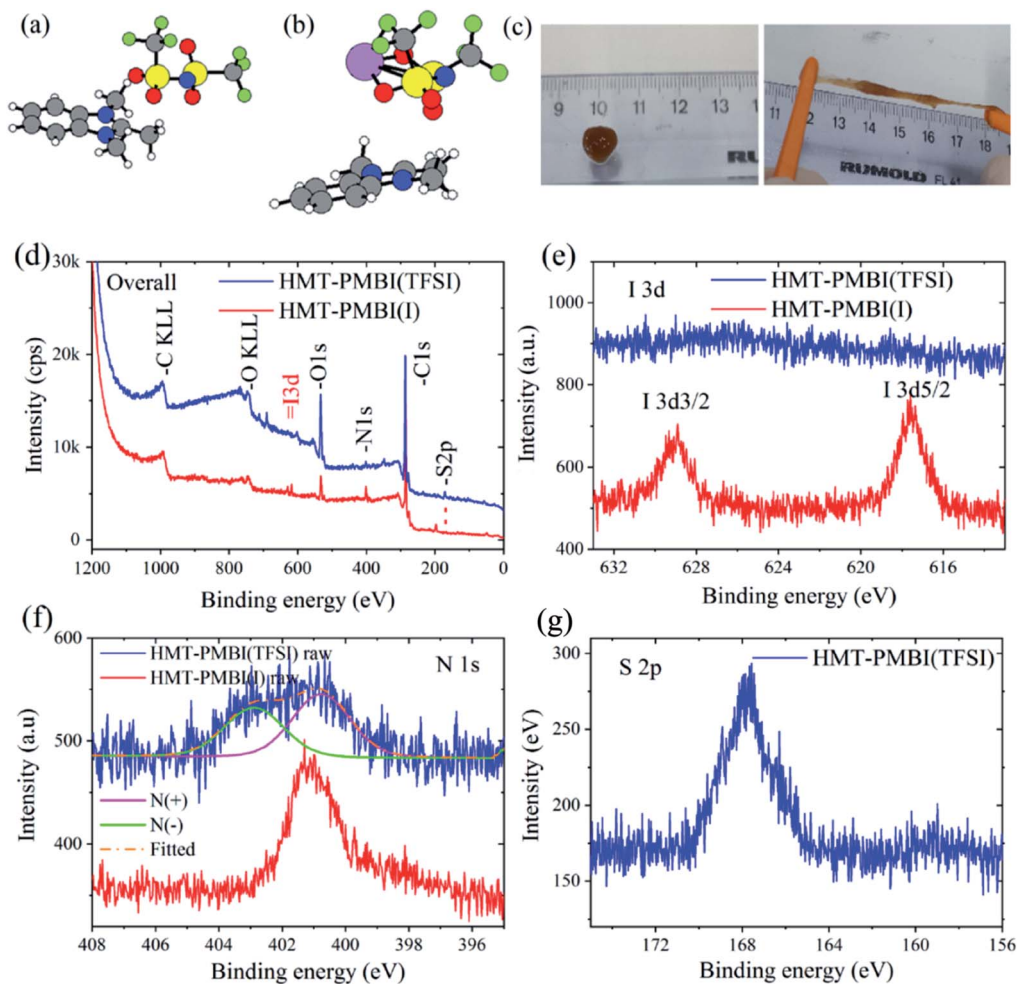 (a)
(b)
(c)
9 10 11 12 13
RU
11 12 13 14 15 16 17 18
RUMOLD
(d)
30k
20k
10k
0
Intensity (cps)
Overall
HMT-PMBI(TFSI)
HMT-PMBI(I)
-C KLL
-O KLL
=I3d
-O1s
-N1s
-C1s
-S2p
1200 1000 800 600 400 200 0
Binding energy (eV)
(e)
1000
800
600
400
Intensity (a.u.)
I 3d
HMT-PMBI(TFSI)
HMT-PMBI(I)
I 3d3/2
I 3d5/2
632 628 624 620 616
Binding energy (eV)
(f)
600
500
400
Intensity (a.u)
HMT-PMBI(TFSI) raw
HMT-PMBI(I) raw
N 1s
N(+)
N(-)
Fitted
408 406 404 402 400 398 396
Binding energy (eV)
(g)
300
250
200
150
Intensity (eV)
S 2p
HMT-PMBI(TFSI)
172 168 164 160 156
Binding energy (eV)